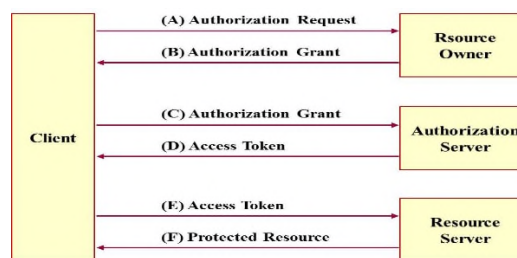 (A) Authorization Request
Rsource
Owner
(B) Authorization Grant
Client
(C) Authorization Grant
Authorization
Server
(D) Access Token
(E) Access Token
Resource
Server
(F) Protected Resource